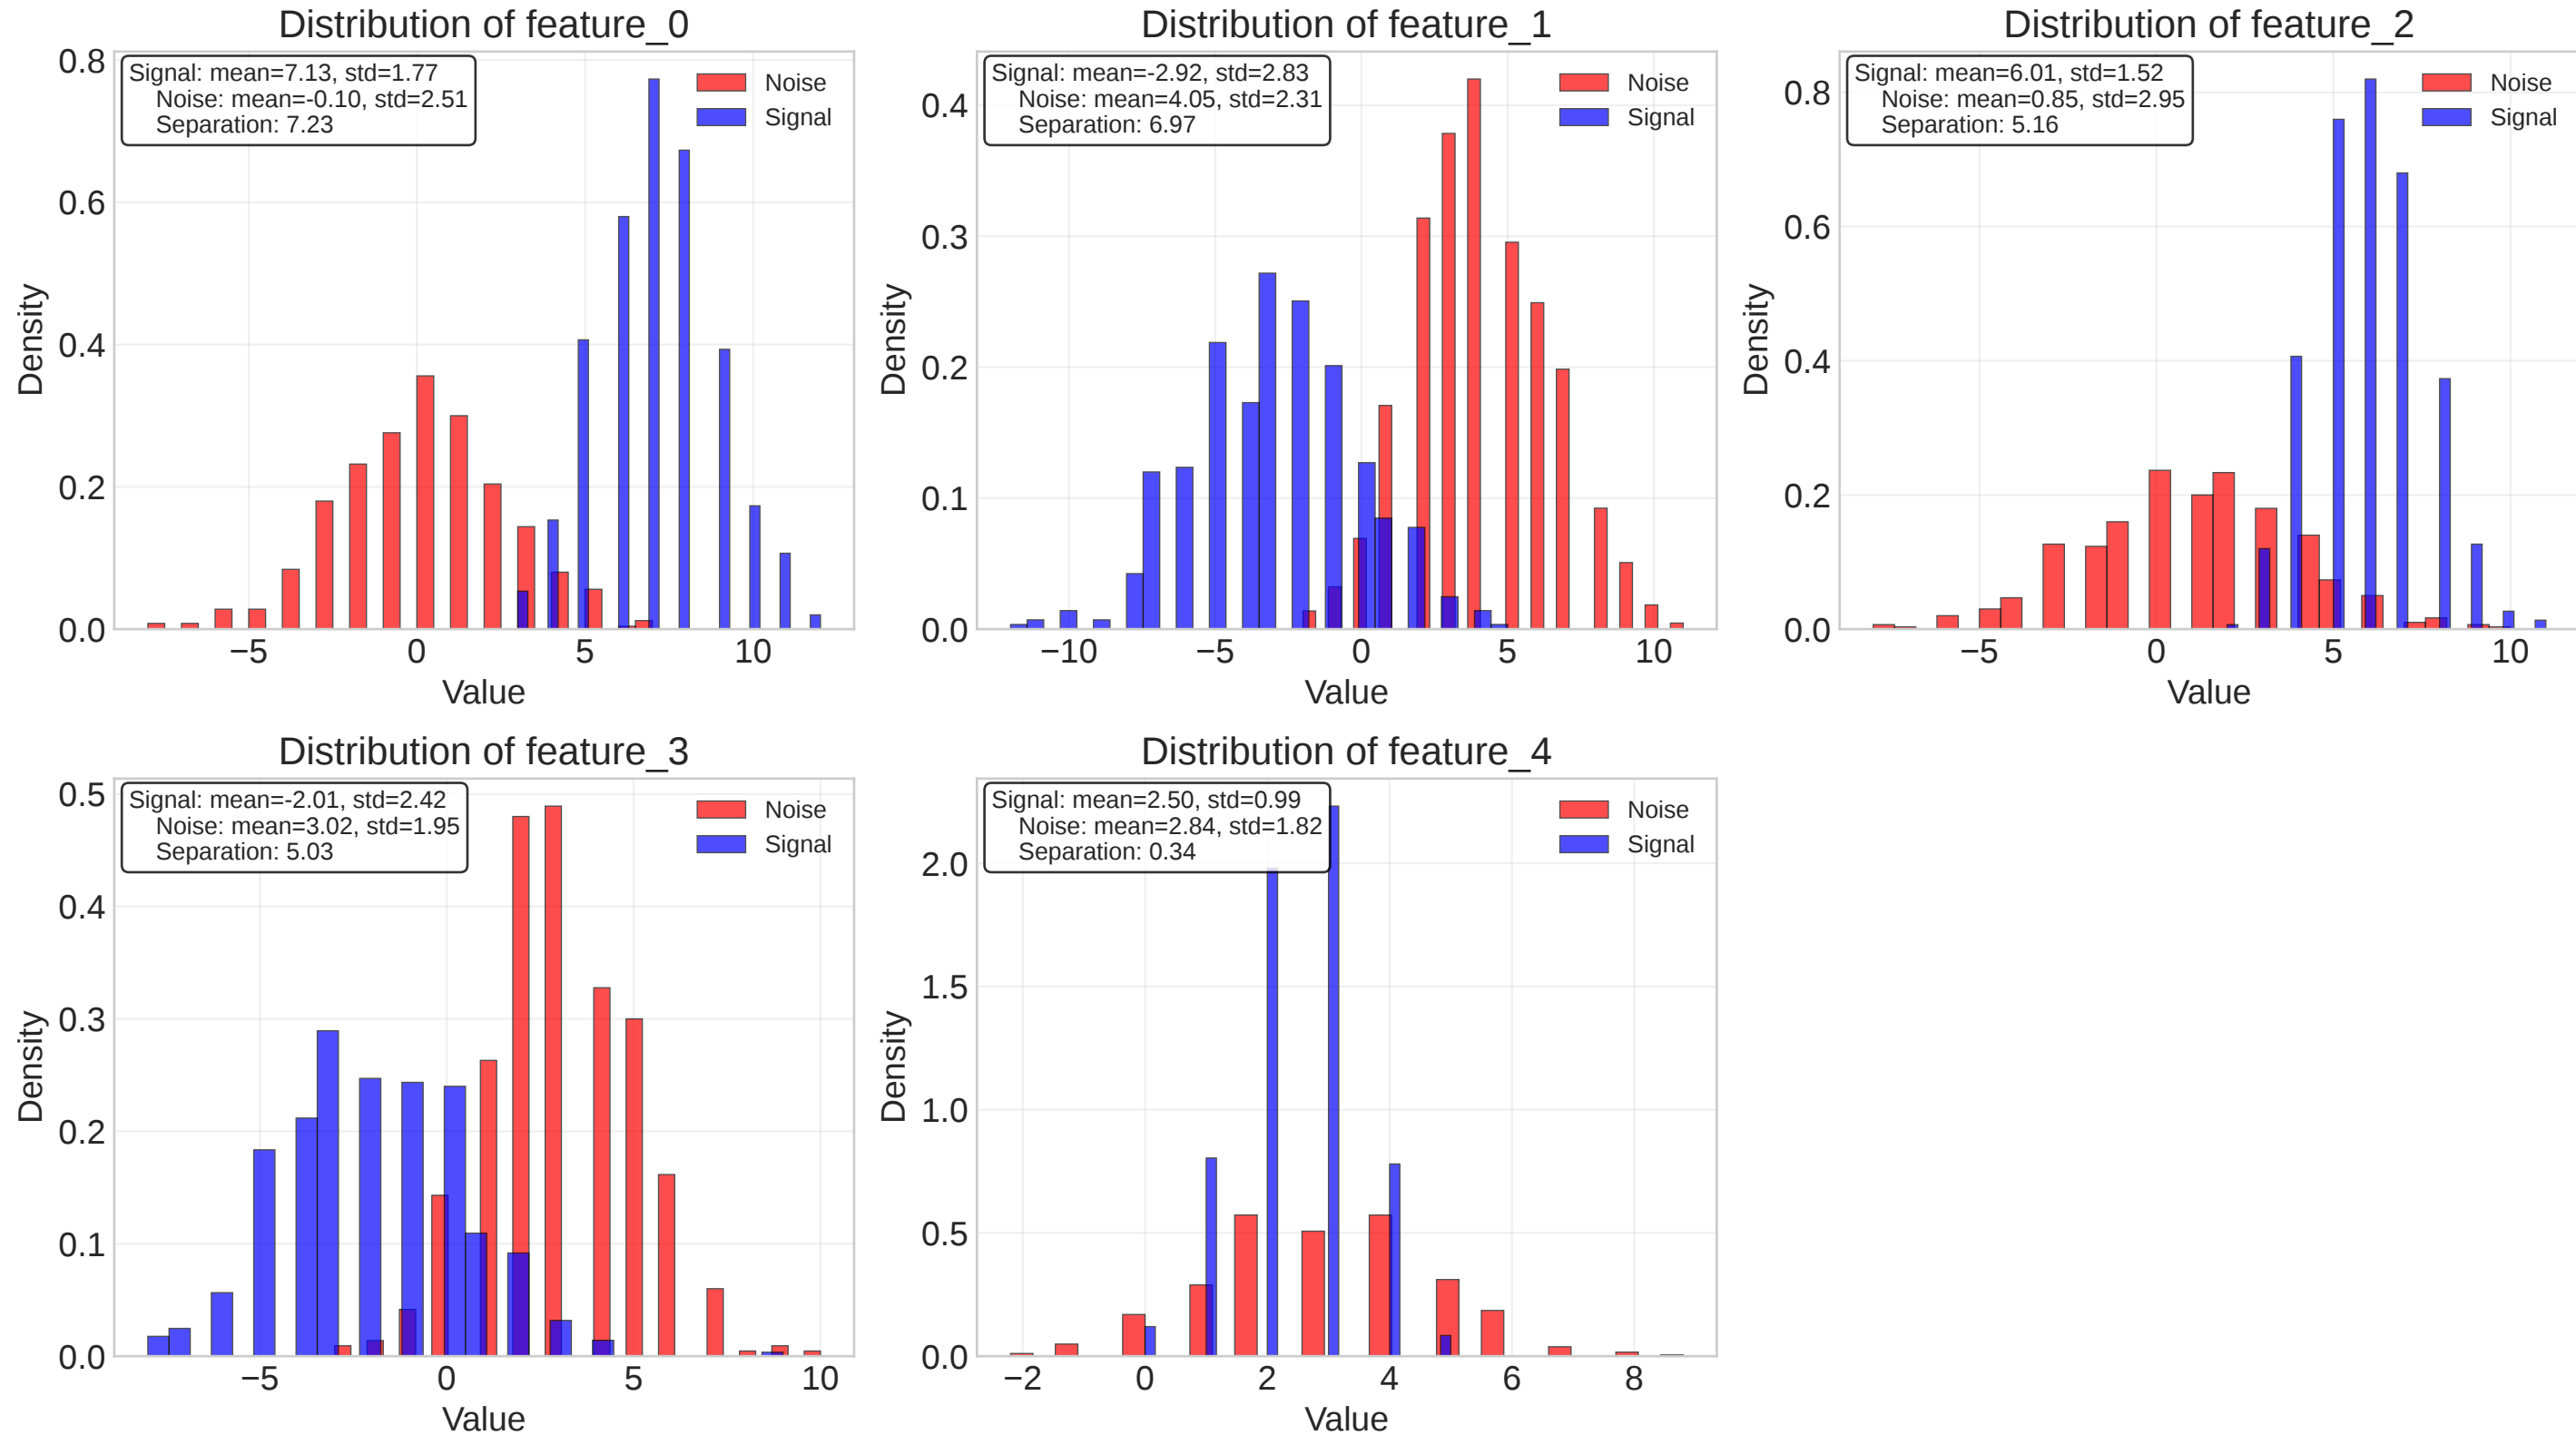 Distribution of feature_0
Signal: mean=7.13, std=1.77
Noise: mean=-0.10, std=2.51
Separation: 7.23
Noise
Signal
0.8
0.6
0.4
0.2
0.0
Density
−5
0
5
10
Value
Distribution of feature_1
Signal: mean=-2.92, std=2.83
Noise: mean=4.05, std=2.31
Separation: 6.97
Noise
Signal
0.4
0.3
0.2
0.1
0.0
Density
−10
−5
0
5
10
Value
Distribution of feature_2
Signal: mean=6.01, std=1.52
Noise: mean=0.85, std=2.95
Separation: 5.16
Noise
Signal
0.8
0.6
0.4
0.2
0.0
Density
−5
0
5
10
Value
Distribution of feature_3
Signal: mean=-2.01, std=2.42
Noise: mean=3.02, std=1.95
Separation: 5.03
Noise
Signal
0.5
0.4
0.3
0.2
0.1
0.0
Density
−5
0
5
10
Value
Distribution of feature_4
Signal: mean=2.50, std=0.99
Noise: mean=2.84, std=1.82
Separation: 0.34
Noise
Signal
2.0
1.5
1.0
0.5
0.0
Density
−2
0
2
4
6
8
Value